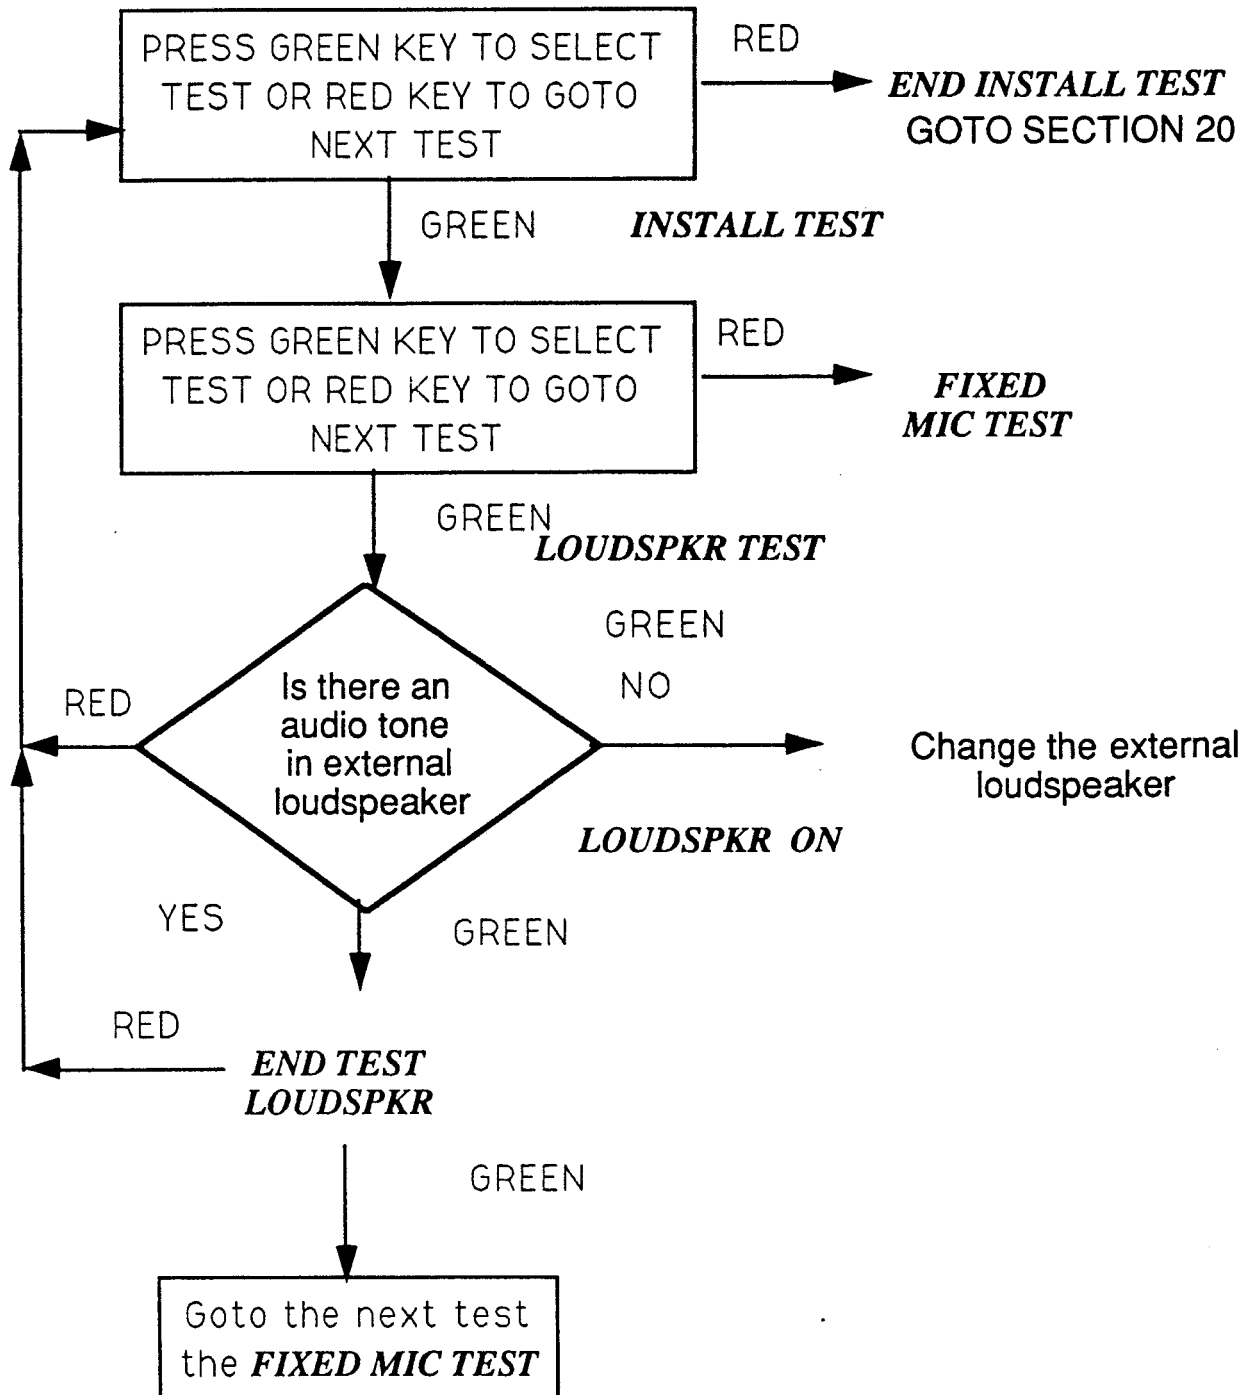 PRESS GREEN KEY TO SELECT
TEST OR RED KEY TO GOTO
NEXT TEST
RED
END INSTALL TEST
GOTO SECTION 20
GREEN
INSTALL TEST
PRESS GREEN KEY TO SELECT
TEST OR RED KEY TO GOTO
NEXT TEST
RED
FIXED
MIC TEST
GREEN
LOUDSPKR TEST
GREEN
NO
RED
Is there an
audio tone
in external
loudspeaker
Change the external
loudspeaker
LOUDSPKR ON
YES
GREEN
RED
END TEST
LOUDSPKR
GREEN
Goto the next test
the FIXED MIC TEST